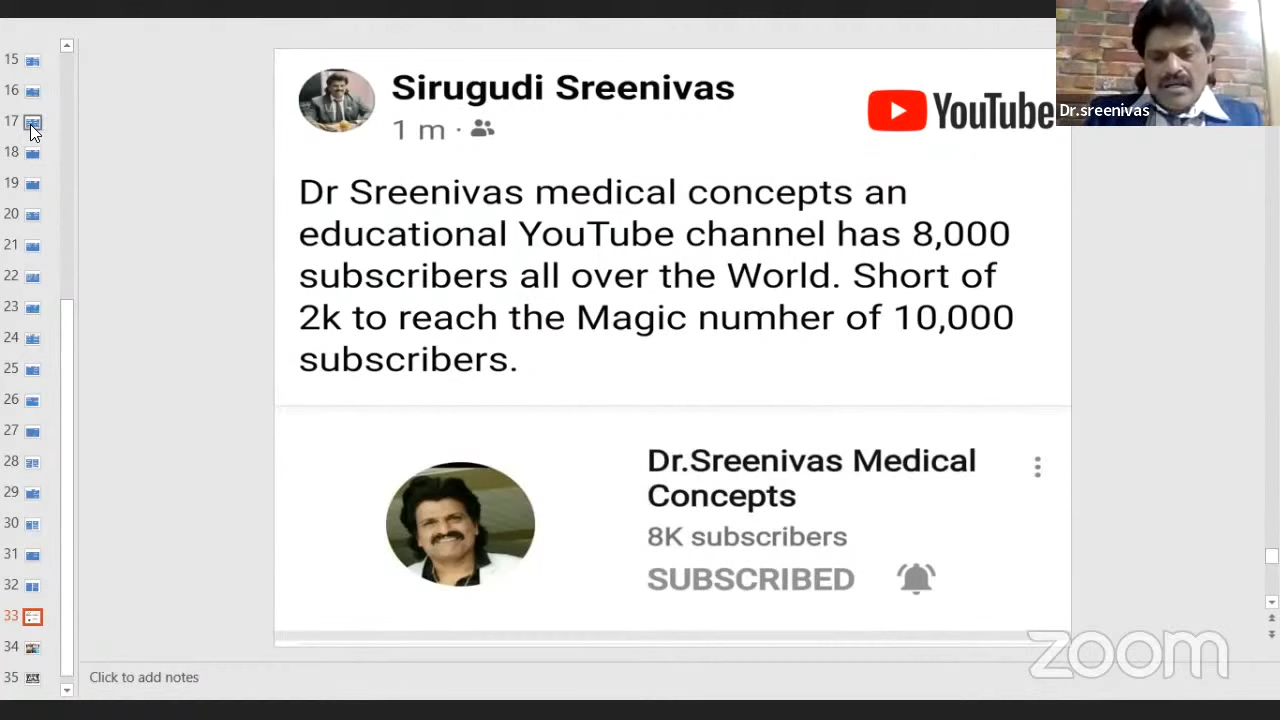 15
16
17
18
19
20
21
22
23
24
25
26
27
28
29
30
31
32
33
34
35
Sirugudi Sreenivas
1 m ·
YouTube
Dr.sreenivas
Dr Sreenivas medical concepts an
educational YouTube channel has 8,000
subscribers all over the World. Short of
2k to reach the Magic numher of 10,000
subscribers.
Dr.Sreenivas Medical
Concepts
8K subscribers
SUBSCRIBED
zoom
Click to add notes